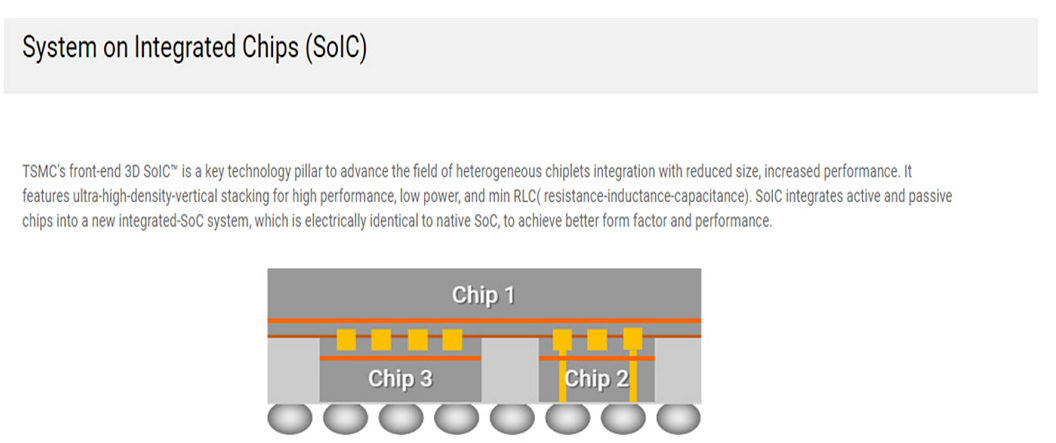 System on Integrated Chips (SoIC)
TSMC's front-end 3D SoIC™ is a key technology pillar to advance the field of heterogeneous chiplets integration with reduced size, increased performance. It
features ultra-high-density-vertical stacking for high performance, low power, and min RLC( resistance-inductance-capacitance). SoIC integrates active and passive
chips into a new integrated-SoC system, which is electrically identical to native SoC, to achieve better form factor and performance.
Chip 1
Chip 3
Chip 2